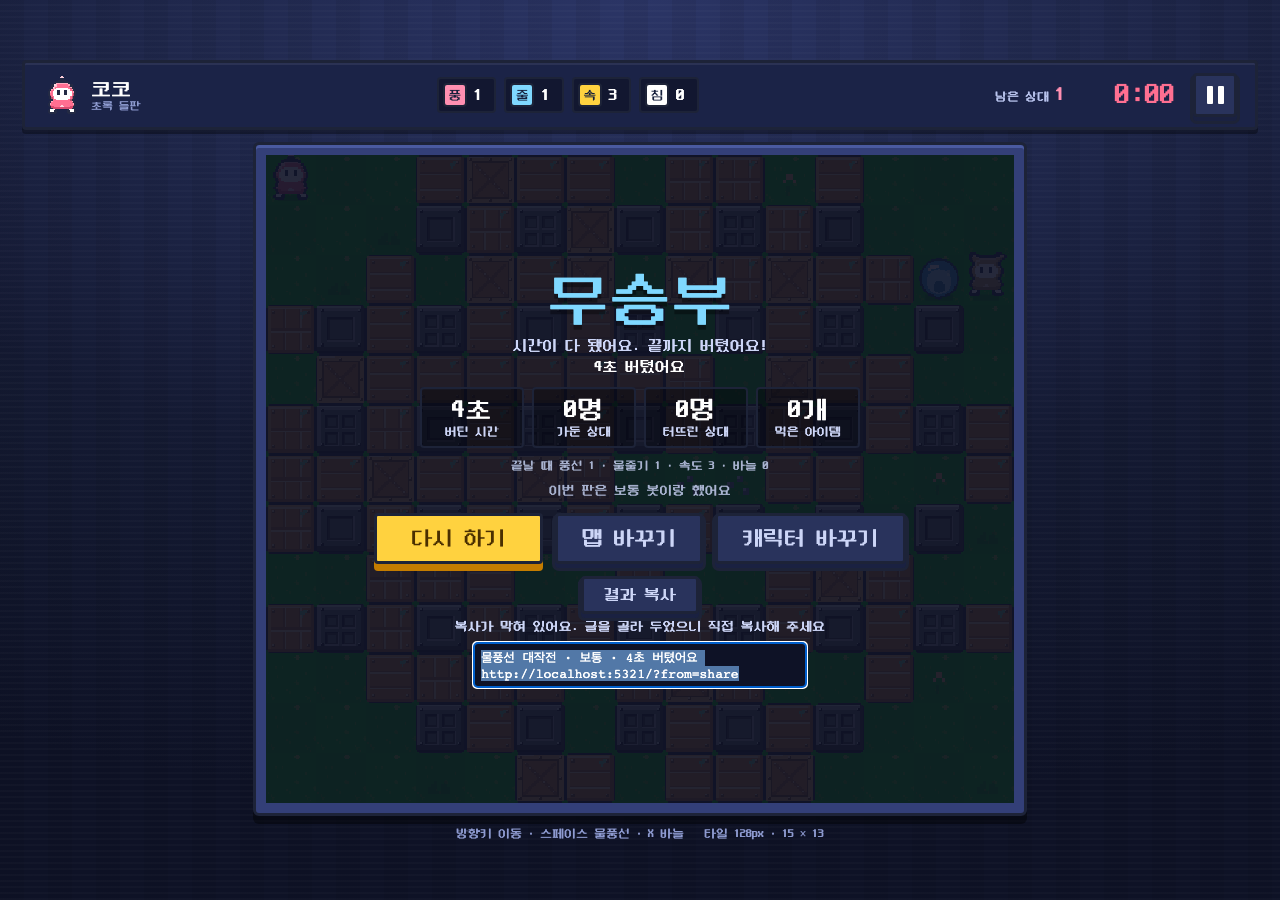 코코
초록 들판
풍 1 줄 1 속 3 침 0
남은 상대 1
0:00
무승부
시간이 다 됐어요. 끝까지 버텼어요!
4초 버텼어요
4초 0명 0명 0개
버틴 시간 가둔 상대 터뜨린 상대 먹은 아이템
끝날 때 풍선 1 · 물줄기 1 · 속도 3 · 바늘 0
이번 판은 보통 봇이랑 했어요
다시 하기 맵 바꾸기 캐릭터 바꾸기
결과 복사
복사가 막혀 있어요. 글을 골라 두었으니 직접 복사해 주세요
물풍선 대작전 · 보통 · 4초 버텼어요
http://localhost:5321/?from=share
방향키 이동 · 스페이스 물풍선 · X 바늘 타일 128px · 15 × 13